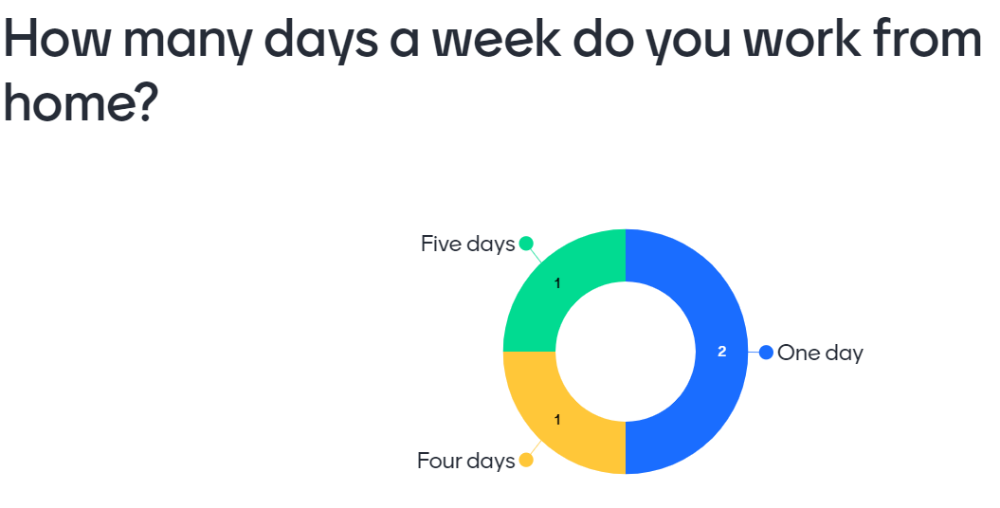 How many days a week do you work from
home?
Five days
1
2
One day
1
Four days